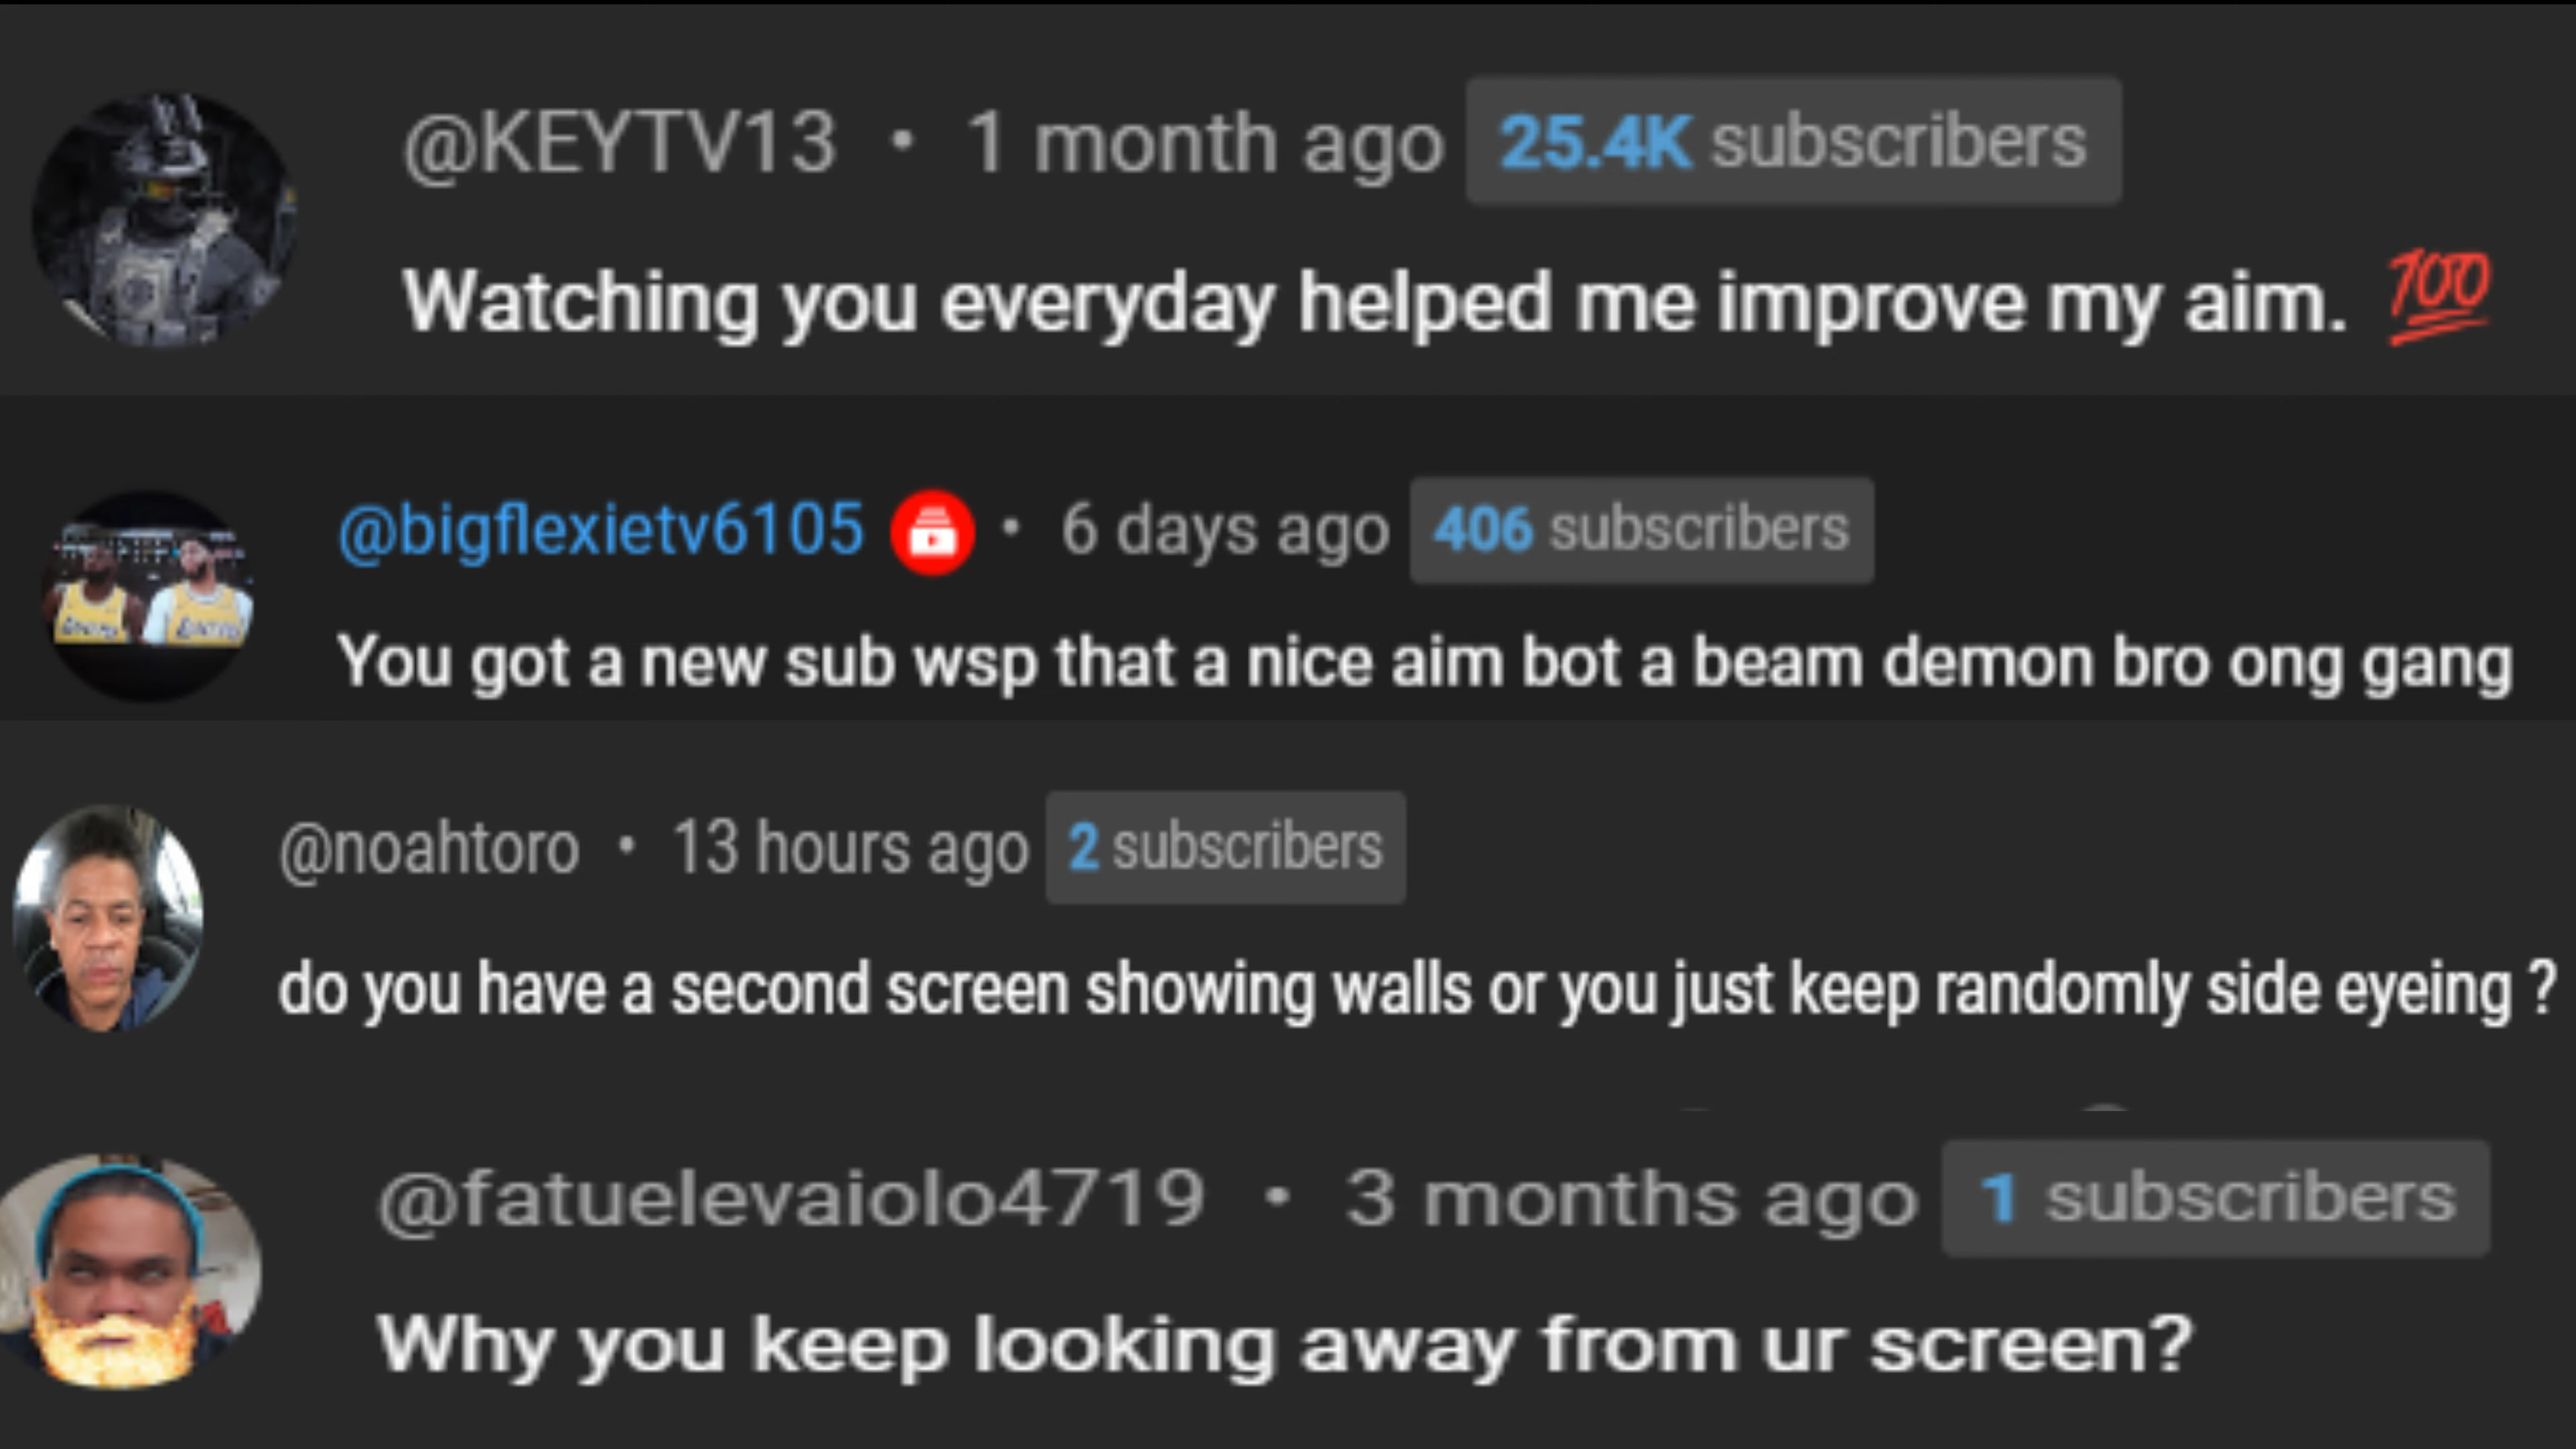 @KEYTV13 • 1 month ago 25.4K subscribers
Watching you everyday helped me improve my aim. 💯
@bigflexietv6105 • 6 days ago 406 subscribers
You got a new sub wsp that a nice aim bot a beam demon bro ong gang
@noahtoro • 13 hours ago 2 subscribers
do you have a second screen showing walls or you just keep randomly side eyeing ?
@fatuelevaiolo4719 • 3 months ago 1 subscribers
Why you keep looking away from ur screen?